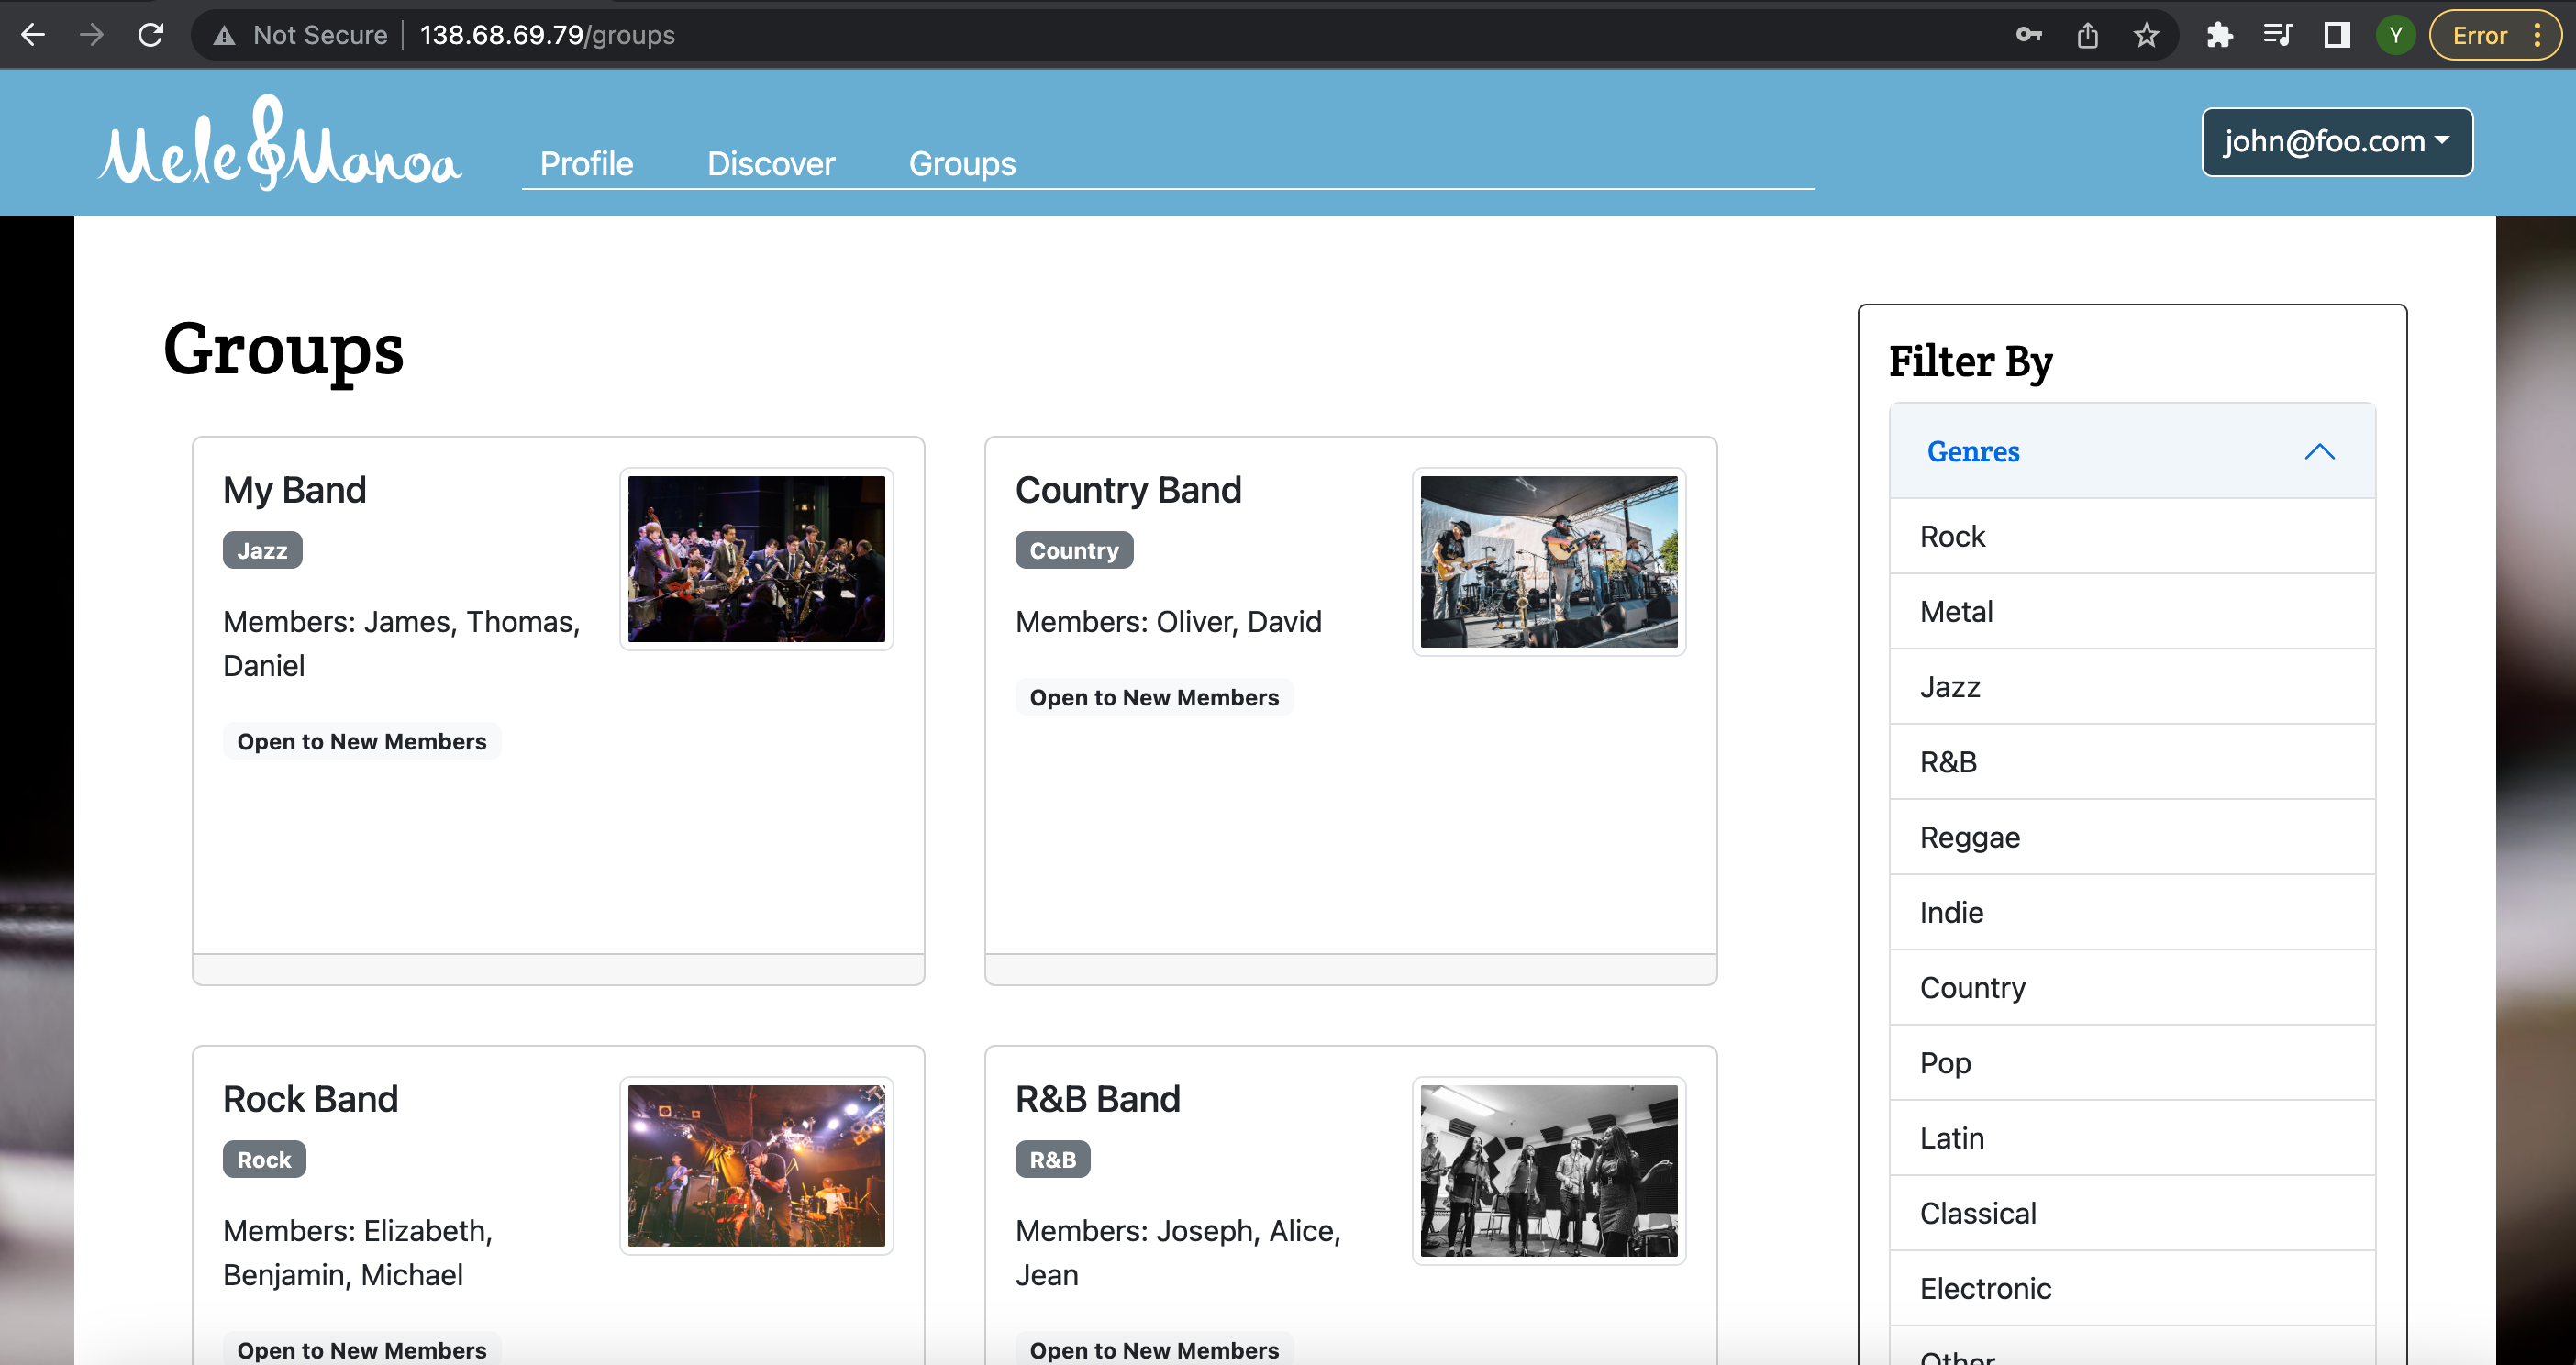 Not Secure | 138.68.69.79/groups
Y
Error
Mele Manoa
Profile Discover Groups
john@foo.com
Groups
My Band
Jazz
Members: James, Thomas,
Daniel
Open to New Members
Country Band
Country
Members: Oliver, David
Open to New Members
Rock Band
Rock
Members: Elizabeth,
Benjamin, Michael
Open to New Members
R&B Band
R&B
Members: Joseph, Alice,
Jean
Open to New Members
Filter By
Genres
Rock
Metal
Jazz
R&B
Reggae
Indie
Country
Pop
Latin
Classical
Electronic
Other